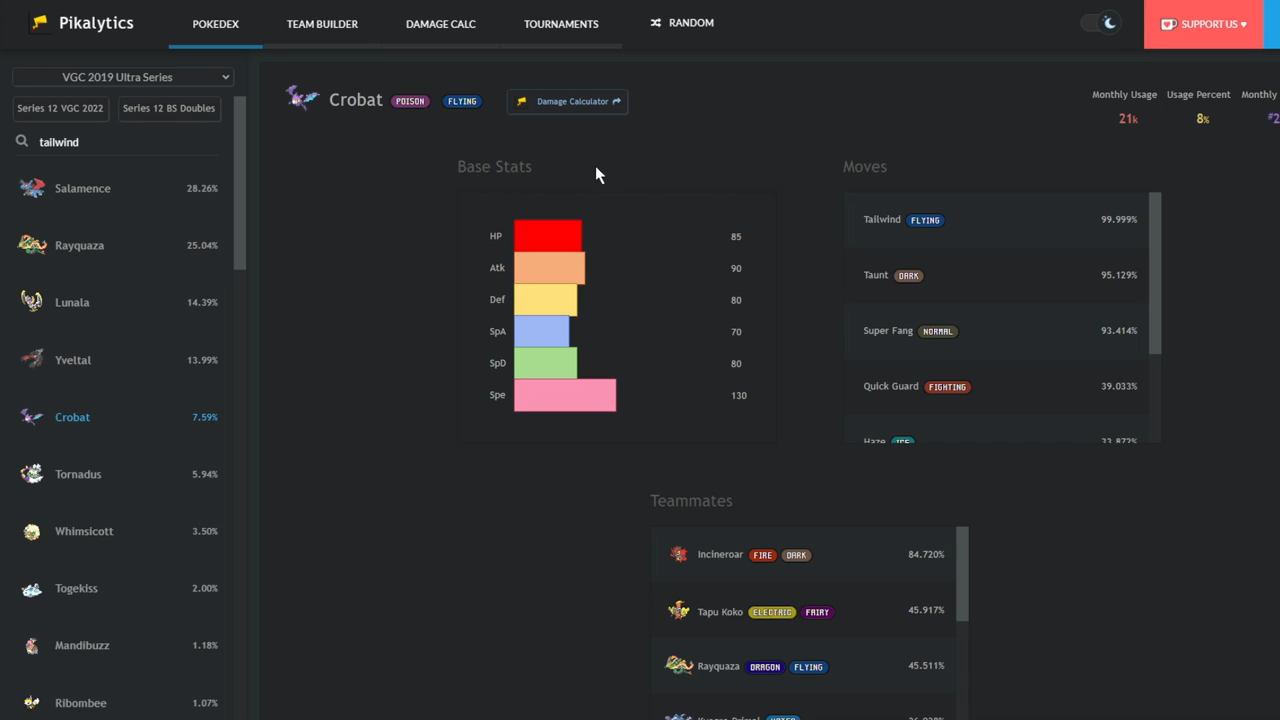 Pikalytics
POKEDEX
TEAM BUILDER
DAMAGE CALC
TOURNAMENTS
RANDOM
SUPPORT US ♥
VGC 2019 Ultra Series
Series 12 VGC 2022
Series 12 BS Doubles
tailwind
Salamence 28.26%
Rayquaza 25.04%
Lunala 14.39%
Yveltal 13.99%
Crobat 7.59%
Tornadus 5.94%
Whimsicott 3.50%
Togekiss 2.00%
Mandibuzz 1.18%
Ribombee 1.07%
Crobat POISON FLYING
Damage Calculator
Monthly Usage Usage Percent Monthly
21k 8% #2
Base Stats
HP 85
Atk 90
Def 80
SpA 70
SpD 80
Spe 130
Moves
Tailwind FLYING 99.999%
Taunt DARK 95.129%
Super Fang NORMAL 93.414%
Quick Guard FIGHTING 39.033%
Haze ICE 33.872%
Teammates
Incineroar FIRE DARK 84.720%
Tapu Koko ELECTRIC FAIRY 45.917%
Rayquaza DRAGON FLYING 45.511%